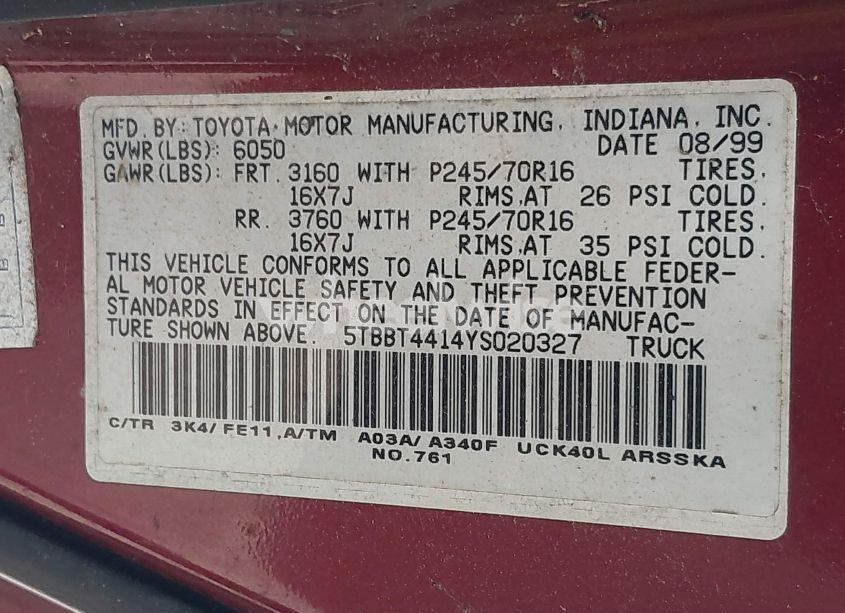 MFD. BY: TOYOTA MOTOR MANUFACTURING, INDIANA, INC.
GVWR(LBS): 6050 DATE 08/99
GAWR(LBS): FRT. 3160 WITH P245/70R16 TIRES,
16X7J RIMS,AT 26 PSI COLD.
RR. 3760 WITH P245/70R16 TIRES,
16X7J RIMS,AT 35 PSI COLD.
THIS VEHICLE CONFORMS TO ALL APPLICABLE FEDER-
AL MOTOR VEHICLE SAFETY AND THEFT PREVENTION
STANDARDS IN EFFECT ON THE DATE OF MANUFAC-
TURE SHOWN ABOVE. 5TBBT4414YS020327 TRUCK
C/TR 3K4/ FE11,A/TM A03A/ A340F UCK40L ARSSKA
NO.761